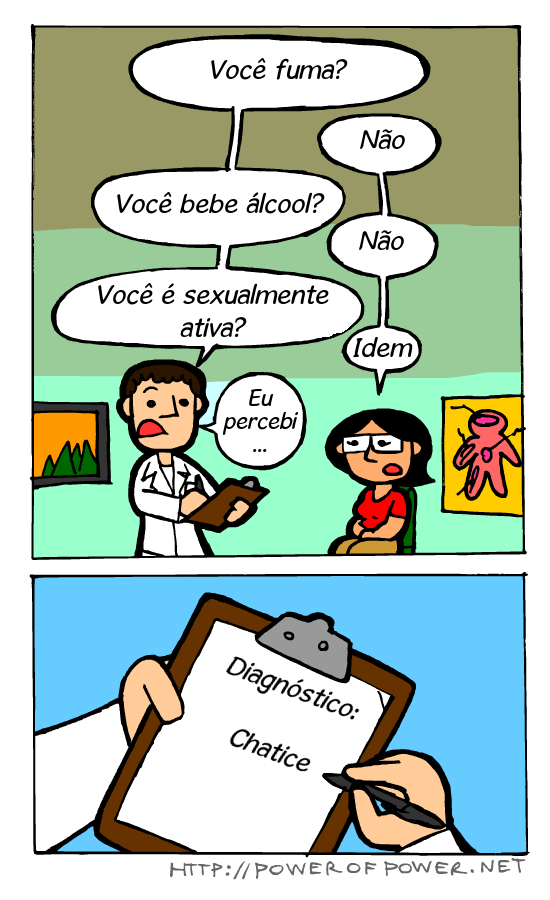 Você fuma?
Não
Você bebe álcool?
Não
Você é sexualmente
ativa?
Idem
Eu
percebi
...
Diagnóstico:
Chatice
HTTP://POWEROFPOWER.NET